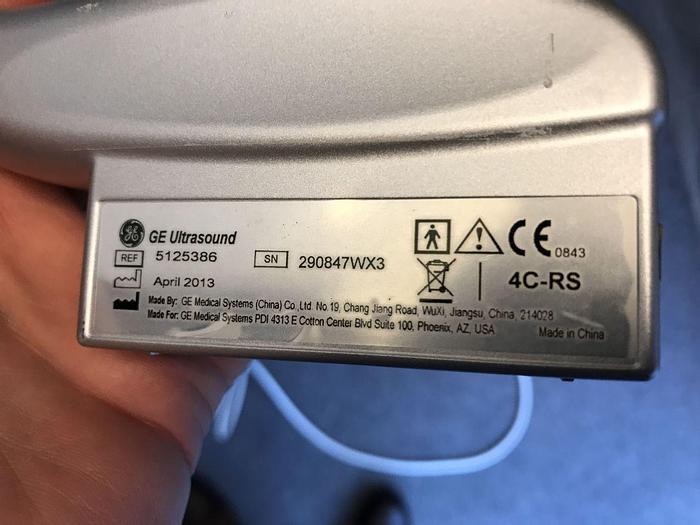 GE Ultrasound
REF 5125386
SN 290847WX3
April 2013
CE 0843
4C-RS
Made By: GE Medical Systems (China) Co.,Ltd. No.19, Chang Jiang Road, WuXi, Jiangsu, China, 214028
Made For: GE Medical Systems PDI 4313 E Cotton Center Blvd Suite 100, Phoenix, AZ, USA
Made in China